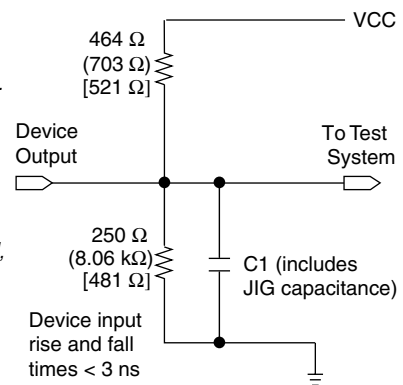 VCC
464 Ω
(703 Ω)
[521 Ω]
Device
Output
To Test
System
250 Ω
(8.06 kΩ)
[481 Ω]
C1 (includes
JIG capacitance)
Device input
rise and fall
times < 3 ns